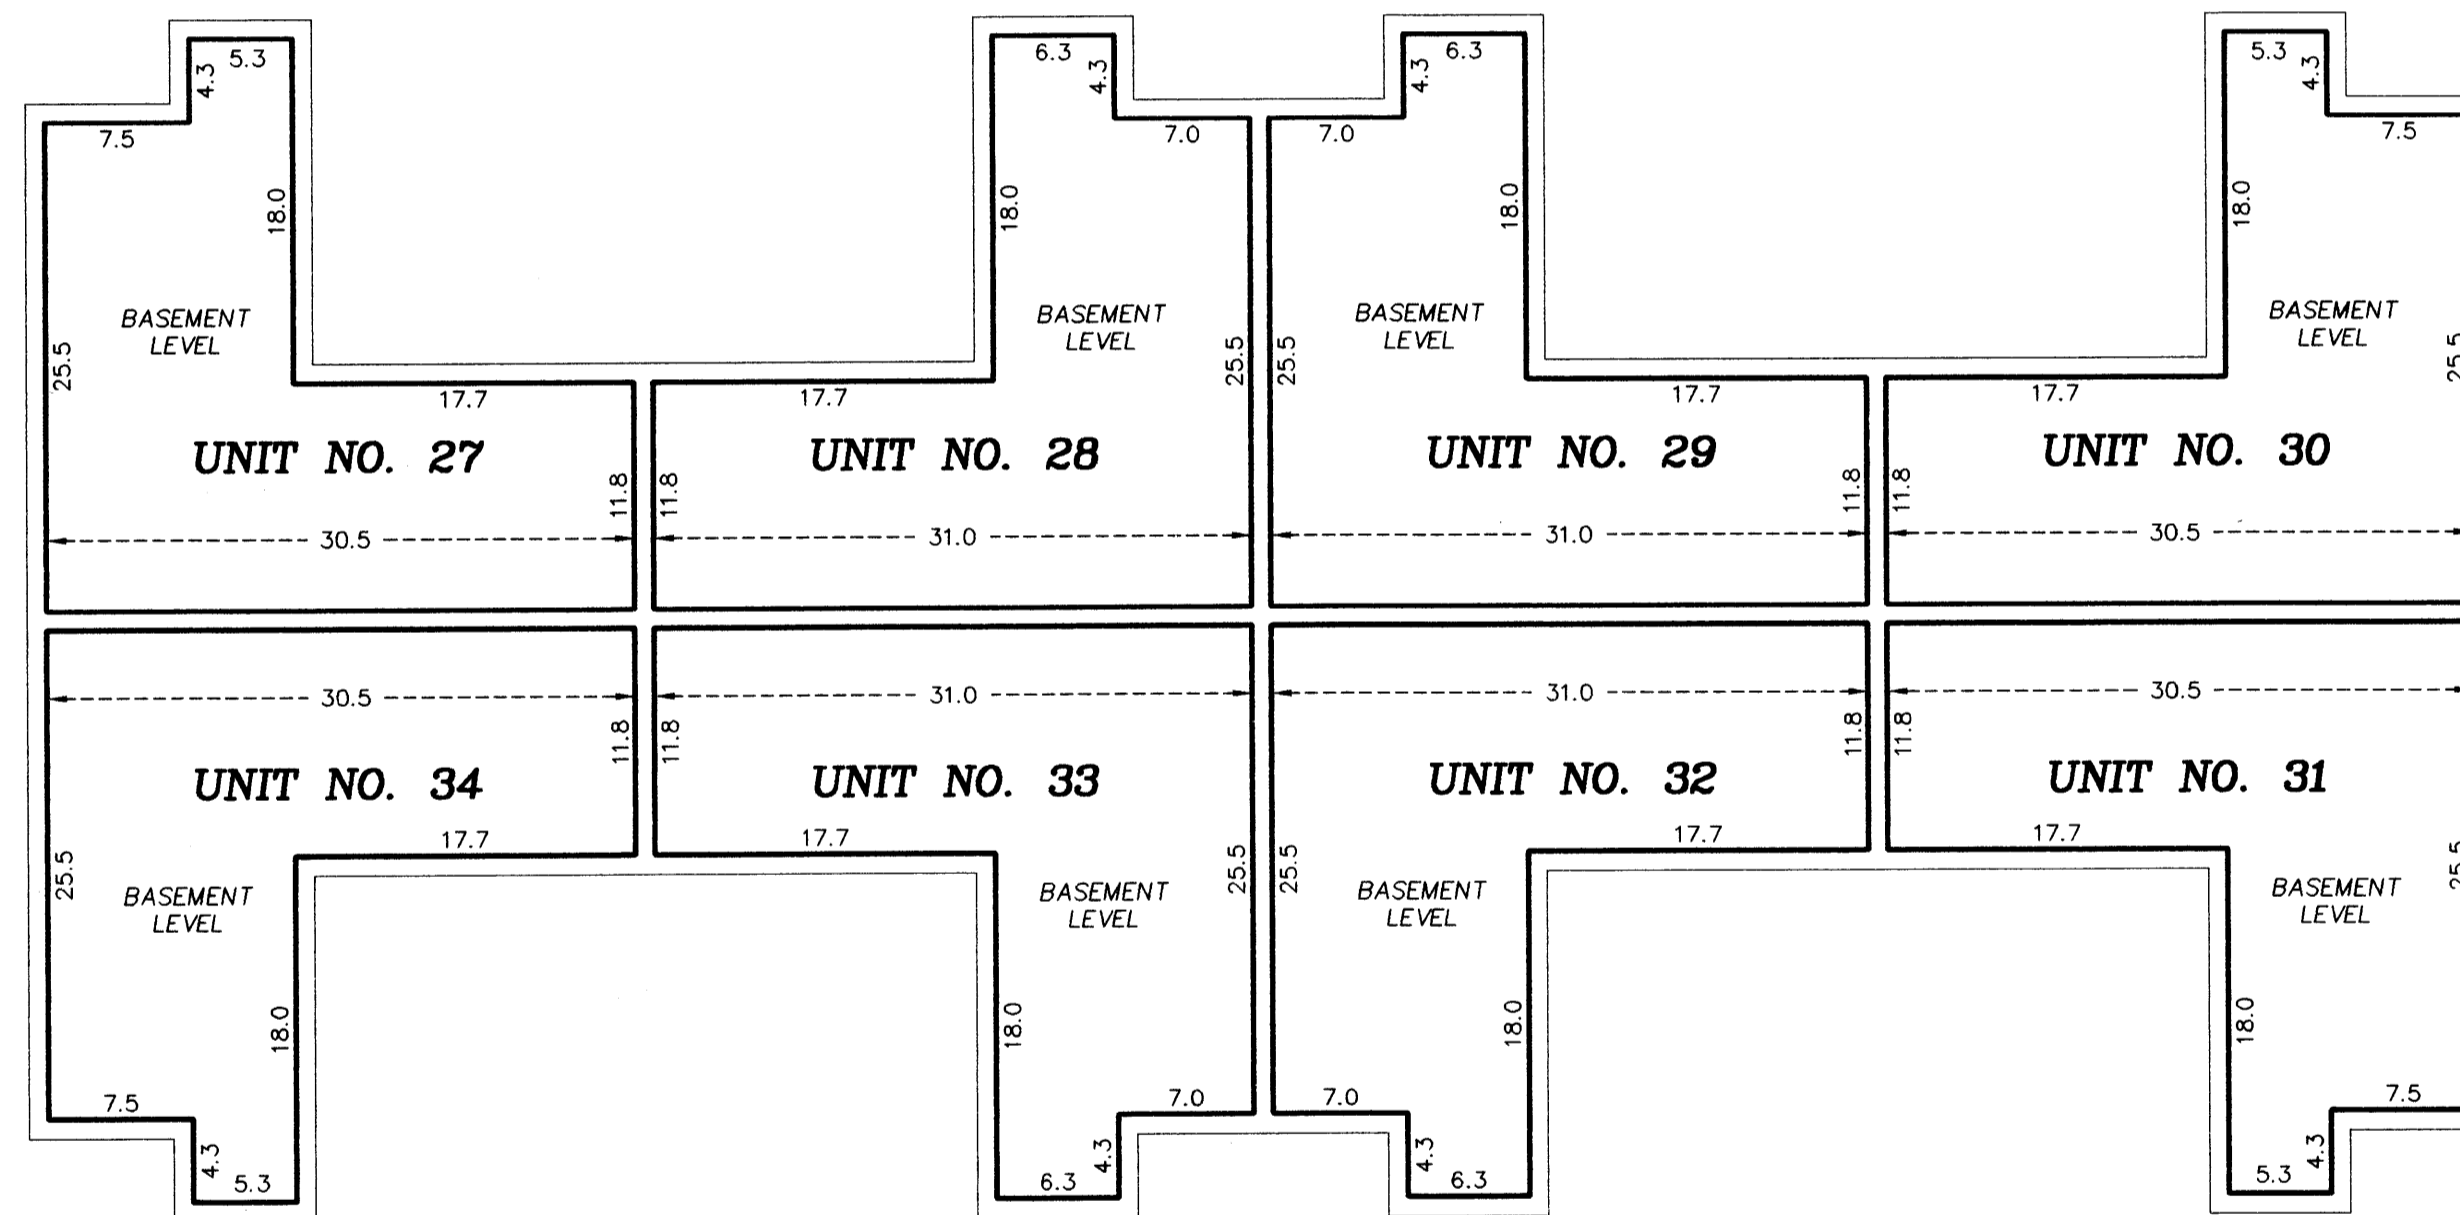 5.3
6.3
6.3
5.3
4.3
4.3
4.3
4.3
7.5
7.0
7.0
7.5
18.0
18.0
18.0
18.0
BASEMENT
LEVEL
BASEMENT
LEVEL
BASEMENT
LEVEL
BASEMENT
LEVEL
25.5
25.5
25.5
25.5
17.7
17.7
17.7
17.7
UNIT NO. 27
UNIT NO. 28
UNIT NO. 29
UNIT NO. 30
11.8
11.8
11.8
11.8
30.5
31.0
31.0
30.5
30.5
31.0
31.0
30.5
11.8
11.8
11.8
11.8
UNIT NO. 34
UNIT NO. 33
UNIT NO. 32
UNIT NO. 31
17.7
17.7
17.7
17.7
25.5
25.5
25.5
25.5
BASEMENT
LEVEL
BASEMENT
LEVEL
BASEMENT
LEVEL
BASEMENT
LEVEL
18.0
18.0
18.0
18.0
7.5
7.0
7.0
7.5
4.3
4.3
4.3
4.3
5.3
6.3
6.3
5.3